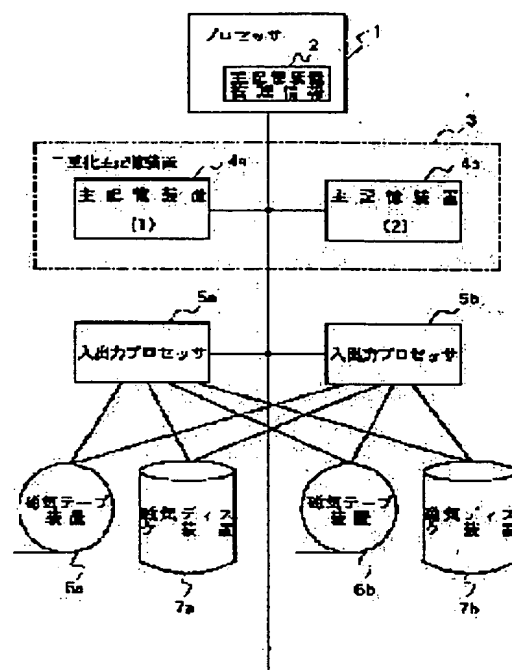 プロセッサ
1
2
主記憶装置
管理情報
3
二重化主記憶装置
4a
主記憶装置
(1)
主記憶装置
(2)
5a
入出力プロセッサ
5b
入出力プロセッサ
磁気テープ
装置
磁気ディス
ク装置
磁気テープ
装置
磁気ディス
ク装置
6a
7a
6b
7b